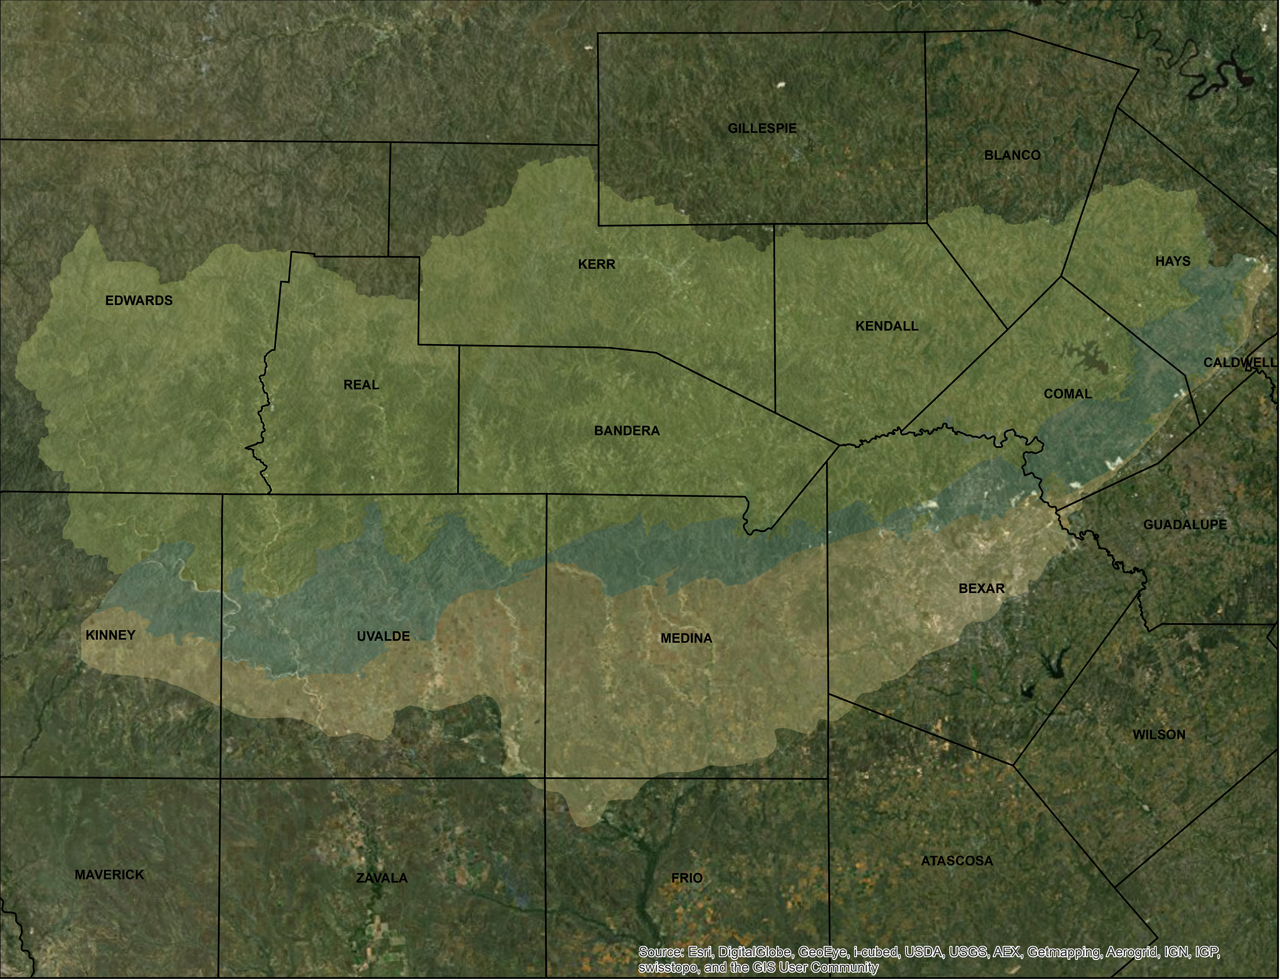 GILLESPIE
BLANCO
KERR
HAYS
EDWARDS
KENDALL
CALDWELL
REAL
COMAL
BANDERA
GUADALUPE
BEXAR
KINNEY
UVALDE
MEDINA
WILSON
ATASCOSA
MAVERICK
ZAVALA
FRIO
Source: Esri, DigitalGlobe, GeoEye, i-cubed, USDA, USGS, AEX, Getmapping, Aerogrid, IGN, IGP,
swisstopo, and the GIS User Community